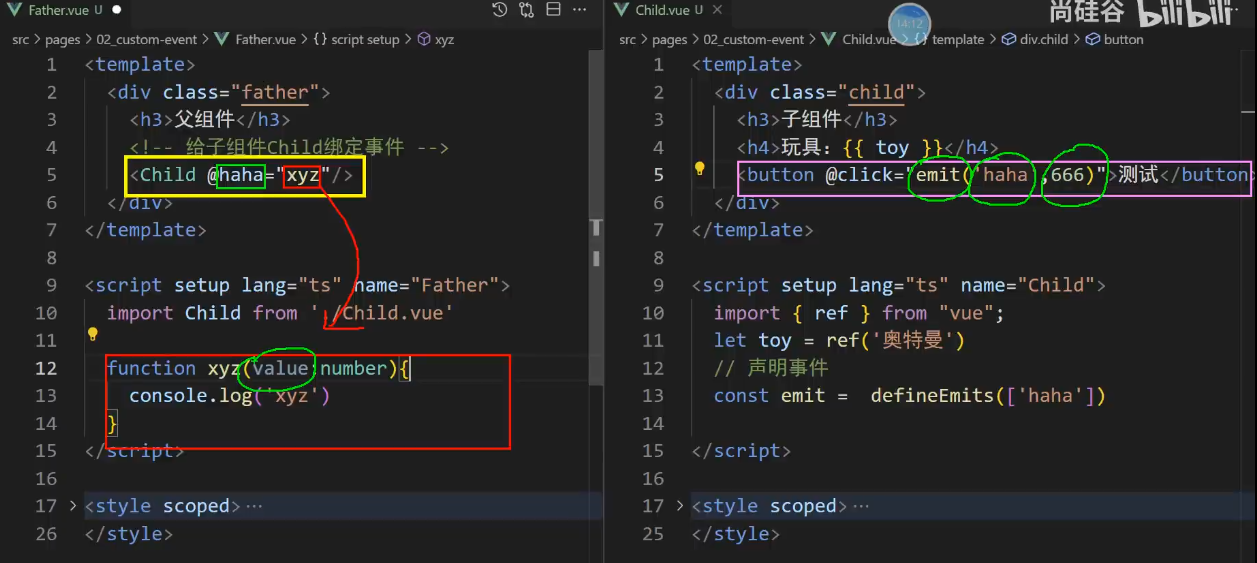 Father.vue U
src > pages > 02_custom-event > Father.vue > {} script setup > xyz
1 <template>
2 <div class="father">
3 <h3>父组件</h3>
4 <!-- 给子组件Child绑定事件 -->
5 <Child @haha="xyz"/>
6 </div>
7 </template>
8
9 <script setup lang="ts" name="Father">
10 import Child from './Child.vue'
11
12 function xyz(value:number){
13 console.log('xyz')
14 }
15 </script>
16
17 > <style scoped>…
26 </style>
Child.vue U ×
尚硅谷 bilibili
14:12
src > pages > 02_custom-event > Child.vue > {} template > div.child > button
1 <template>
2 <div class="child">
3 <h3>子组件</h3>
4 <h4>玩具：{{ toy }}</h4>
5 <button @click="emit('haha',666)">测试</button>
6 </div>
7 </template>
8
9 <script setup lang="ts" name="Child">
10 import { ref } from "vue";
11 let toy = ref('奥特曼')
12 // 声明事件
13 const emit = defineEmits(['haha'])
14
15 </script>
16
17 > <style scoped>…
25 </style>